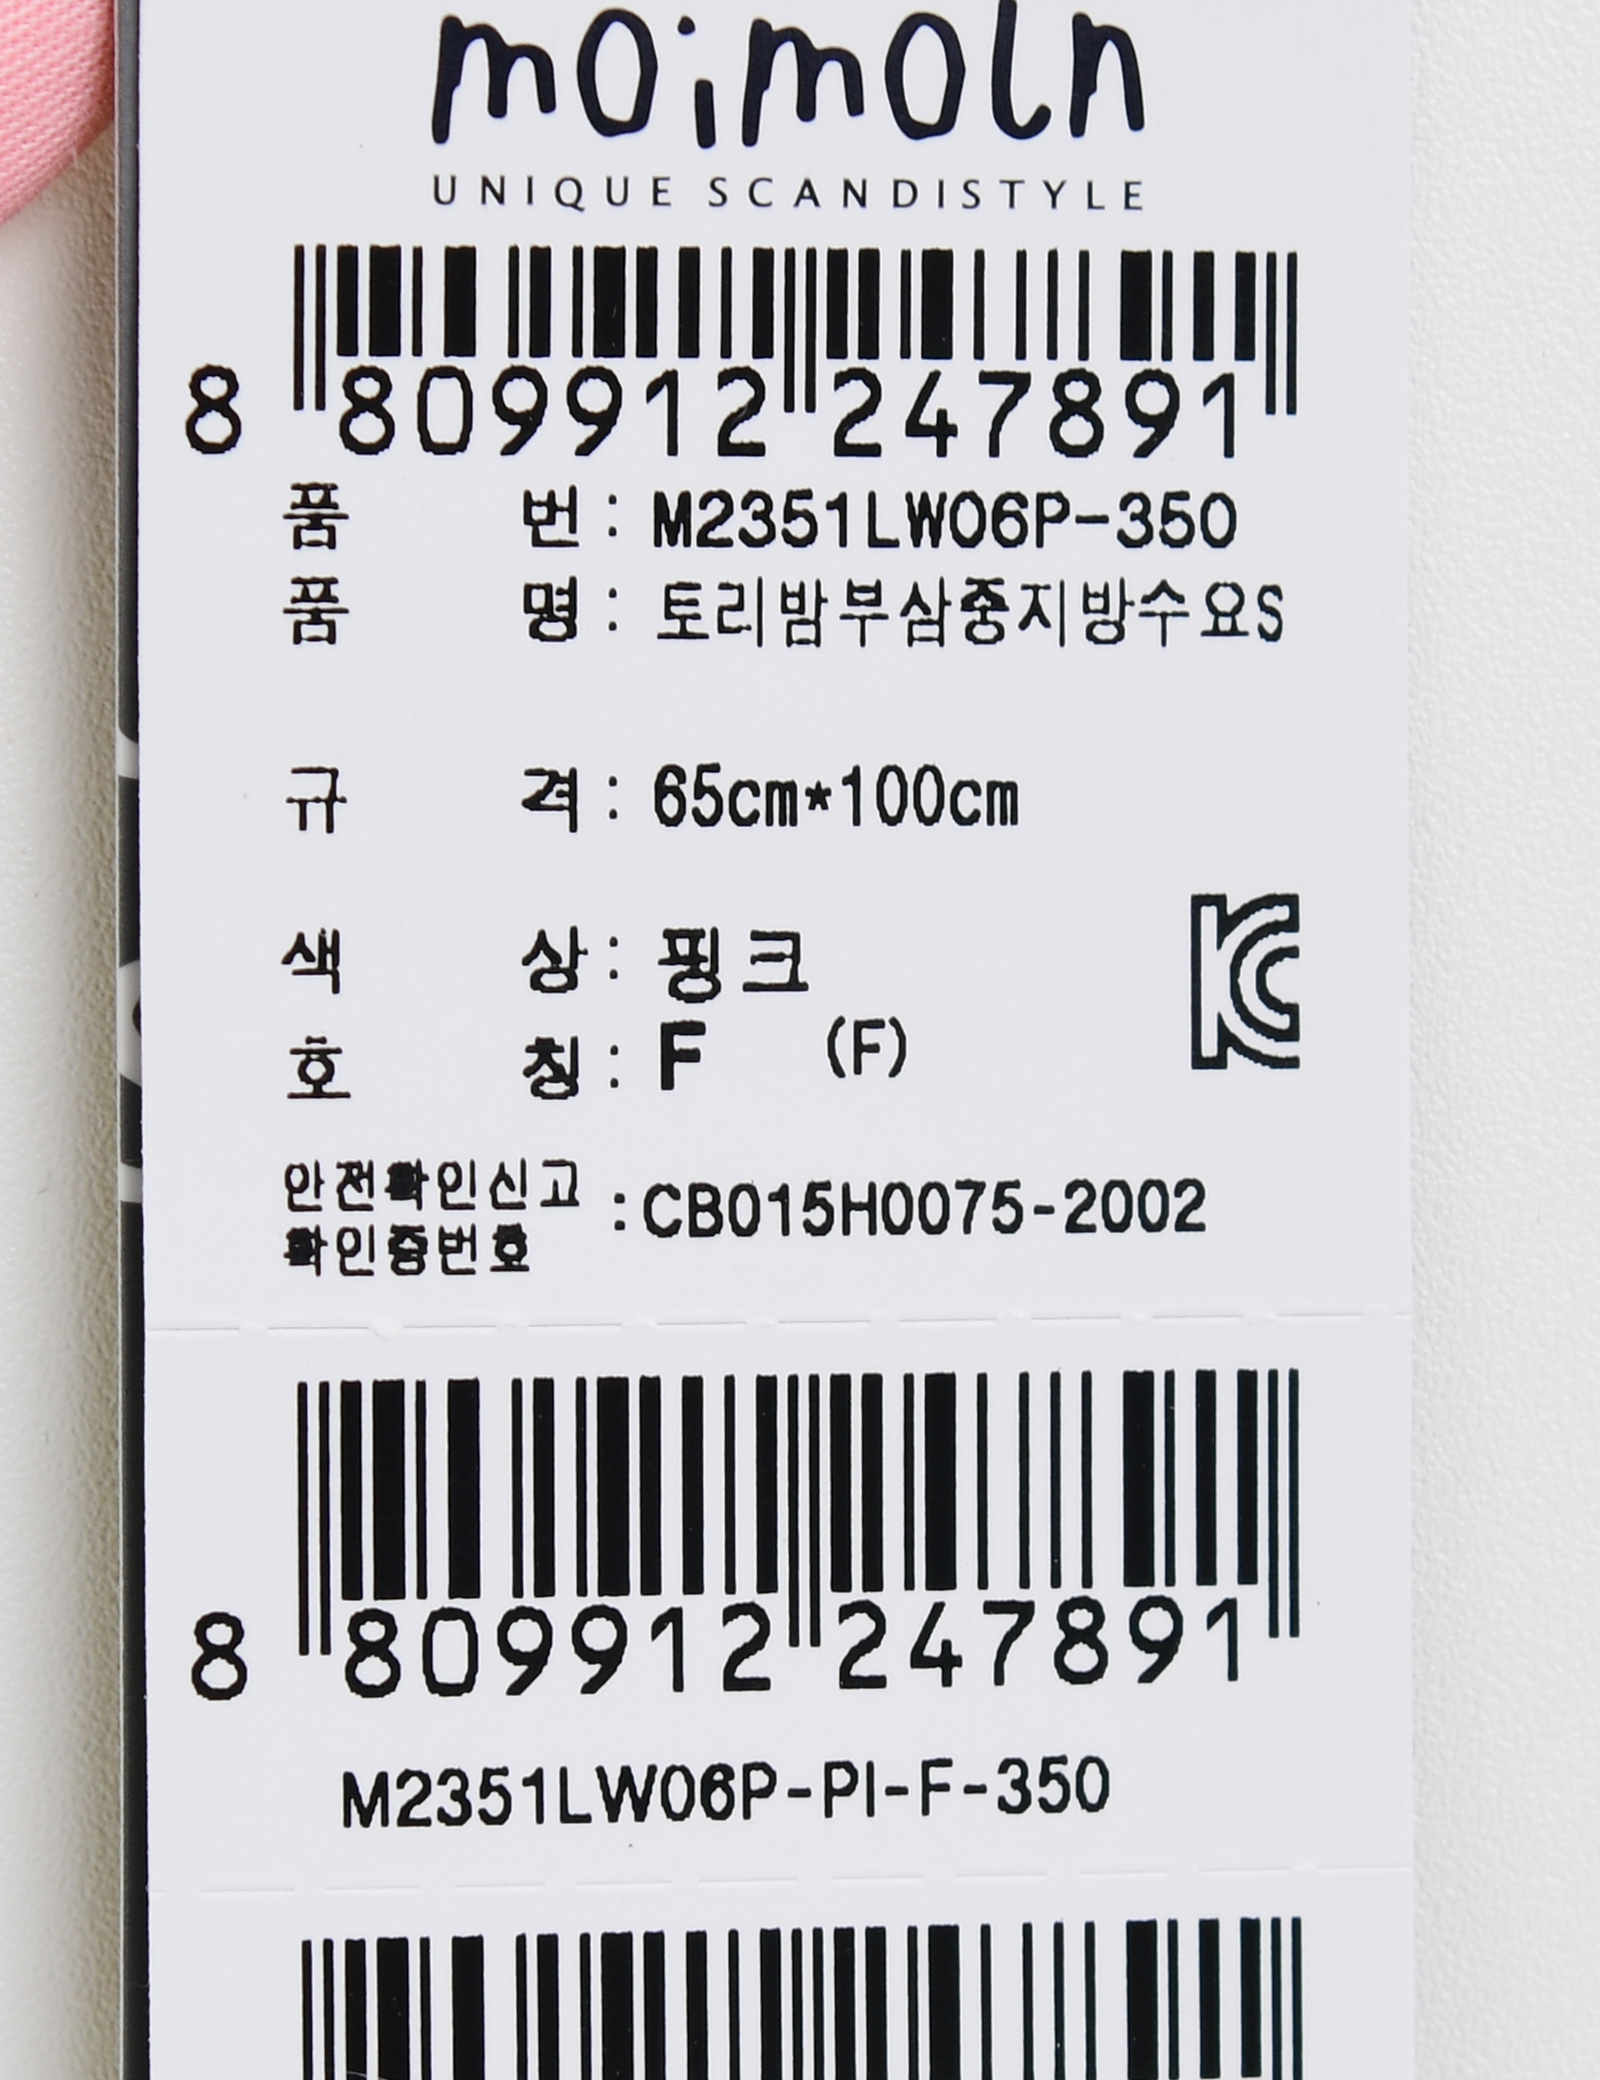 moimoln
UNIQUE SCANDISTYLE
8 809912 247891
품 번 : M2351LW06P-350
품 명 : 토리밤부삼중지방수요S
규 격 : 65cm*100cm
색 상 : 핑크
KC
호 칭 : F (F)
안전확인신고
확인증번호 : CB015H0075-2002
8 809912 247891
M2351LW06P-PI-F-350